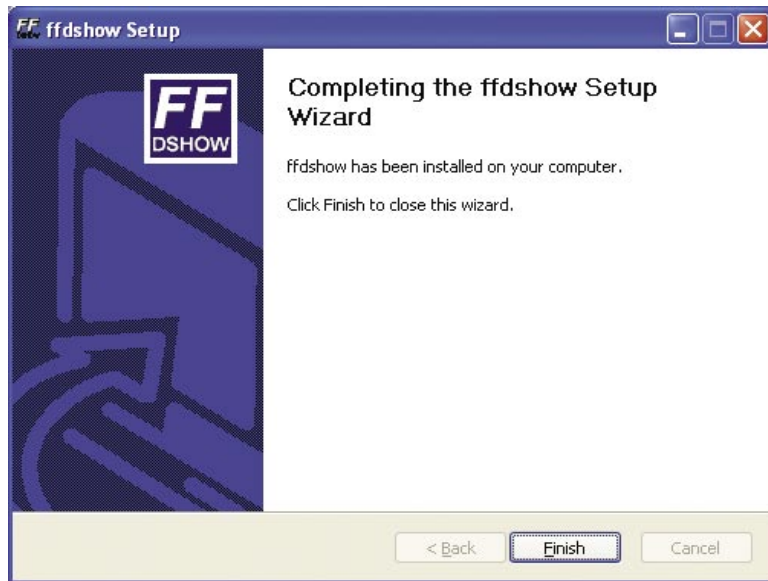 ffdshow Setup
FF
DSHOW
Completing the ffdshow Setup
Wizard
ffdshow has been installed on your computer.
Click Finish to close this wizard.
< Back
Finish
Cancel